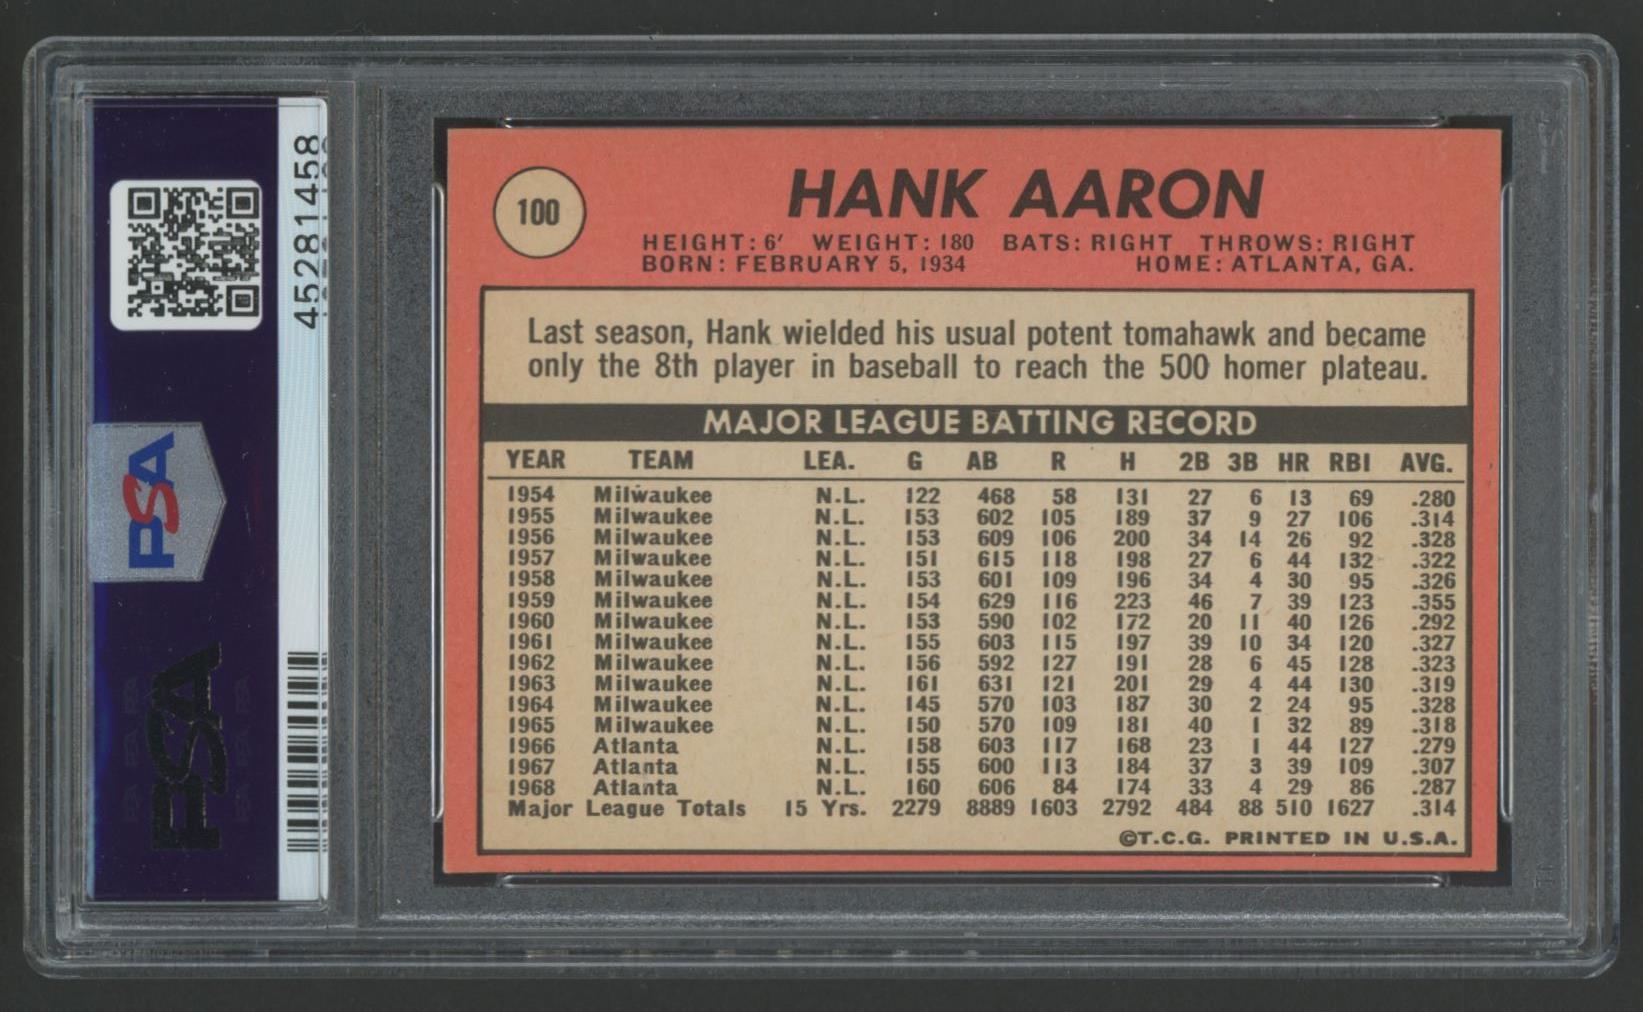 100
HANK AARON
HEIGHT: 6' WEIGHT: 180 BATS: RIGHT THROWS: RIGHT
BORN: FEBRUARY 5, 1934 HOME: ATLANTA, GA.
Last season, Hank wielded his usual potent tomahawk and became
only the 8th player in baseball to reach the 500 homer plateau.
MAJOR LEAGUE BATTING RECORD
YEAR TEAM LEA. G AB R H 2B 3B HR RBI AVG.
1954 Milwaukee N.L. 122 468 58 131 27 6 13 69 .280
1955 Milwaukee N.L. 153 602 105 189 37 9 27 106 .314
1956 Milwaukee N.L. 153 609 106 200 34 14 26 92 .328
1957 Milwaukee N.L. 151 615 118 198 27 6 44 132 .322
1958 Milwaukee N.L. 153 601 109 196 34 4 30 95 .326
1959 Milwaukee N.L. 154 629 116 223 46 7 39 123 .355
1960 Milwaukee N.L. 153 590 102 172 20 11 40 126 .292
1961 Milwaukee N.L. 155 603 115 197 39 10 34 120 .327
1962 Milwaukee N.L. 156 592 127 191 28 6 45 128 .323
1963 Milwaukee N.L. 161 631 121 201 29 4 44 130 .319
1964 Milwaukee N.L. 145 570 103 187 30 2 24 95 .328
1965 Milwaukee N.L. 150 570 109 181 40 1 32 89 .318
1966 Atlanta N.L. 158 603 117 168 23 1 44 127 .279
1967 Atlanta N.L. 155 600 113 184 37 3 39 109 .307
1968 Atlanta N.L. 160 606 84 174 33 4 29 86 .287
Major League Totals 15 Yrs. 2279 8889 1603 2792 484 88 510 1627 .314
©T.C.G. PRINTED IN U.S.A.
45281458
PSA
PSA